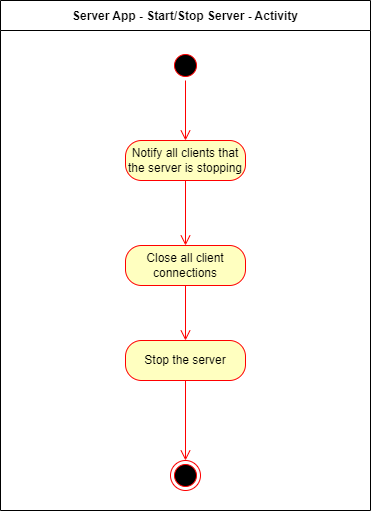 Server App - Start/Stop Server - Activity
Notify all clients that
the server is stopping
Close all client
connections
Stop the server